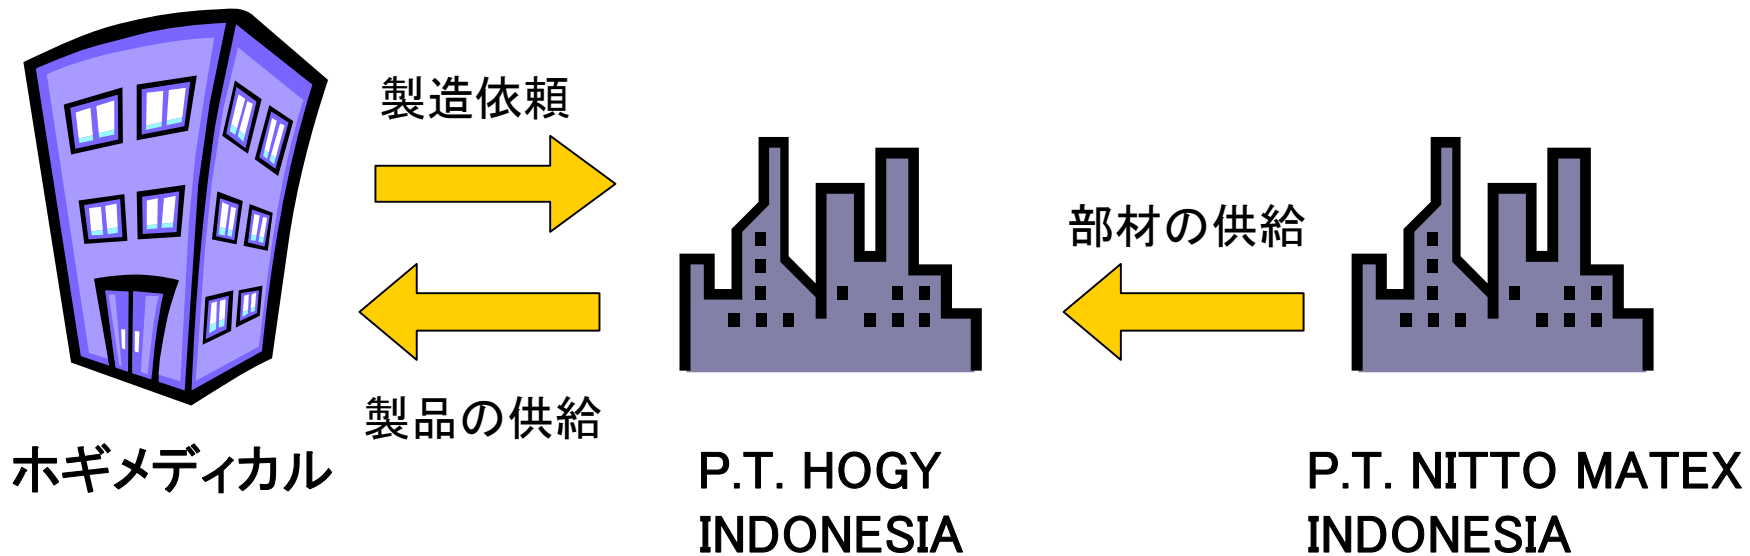 製造依頼
部材の供給
製品の供給
ホギメディカル
P.T. HOGY
INDONESIA
P.T. NITTO MATEX
INDONESIA